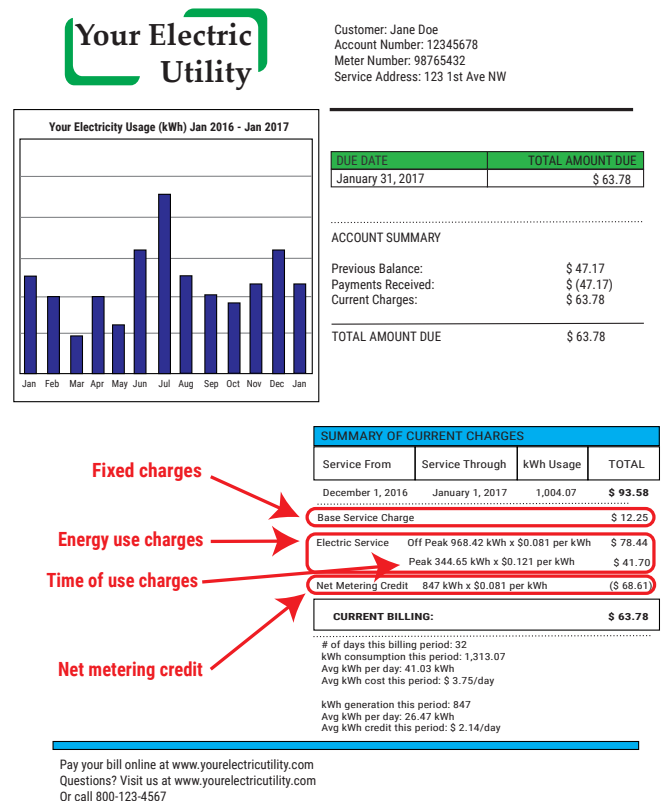 Your Electric
Utility
Customer: Jane Doe
Account Number: 12345678
Meter Number: 98765432
Service Address: 123 1st Ave NW
Your Electricity Usage (kWh) Jan 2016 - Jan 2017
Jan Feb Mar Apr May Jun Jul Aug Sep Oct Nov Dec Jan
DUE DATE TOTAL AMOUNT DUE
January 31, 2017 $ 63.78
ACCOUNT SUMMARY
Previous Balance: $ 47.17
Payments Received: $ (47.17)
Current Charges: $ 63.78
TOTAL AMOUNT DUE $ 63.78
SUMMARY OF CURRENT CHARGES
Service From Service Through kWh Usage TOTAL
December 1, 2016 January 1, 2017 1,004.07 $ 93.58
Fixed charges
Base Service Charge $ 12.25
Energy use charges
Electric Service Off Peak 968.42 kWh x $0.081 per kWh $ 78.44
Peak 344.65 kWh x $0.121 per kWh $ 41.70
Time of use charges
Net Metering Credit 847 kWh x $0.081 per kWh ($ 68.61)
CURRENT BILLING: $ 63.78
Net metering credit
# of days this billing period: 32
kWh consumption this period: 1,313.07
Avg kWh per day: 41.03 kWh
Avg kWh cost this period: $ 3.75/day
kWh generation this period: 847
Avg kWh per day: 26.47 kWh
Avg kWh credit this period: $ 2.14/day
Pay your bill online at www.yourelectricutility.com
Questions? Visit us at www.yourelectricutility.com
Or call 800-123-4567